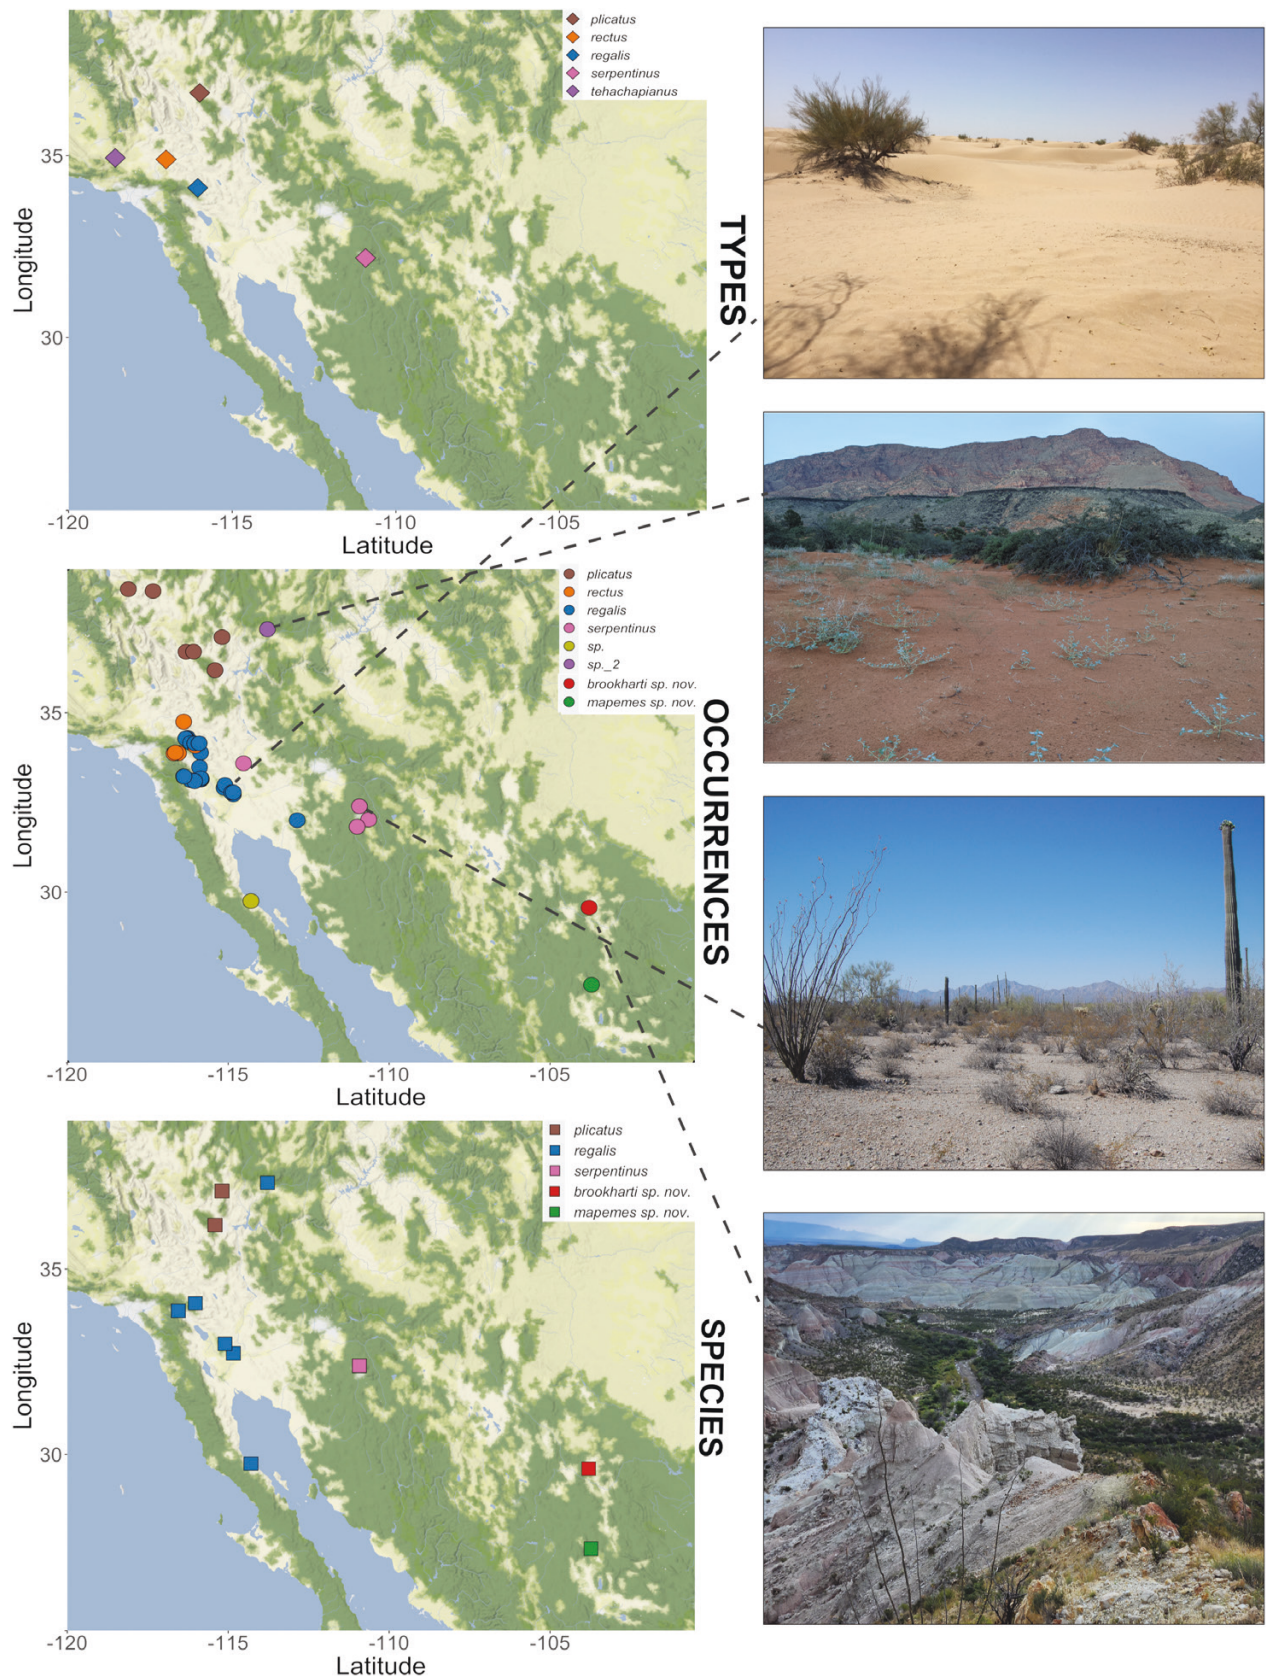 plicatus
rectus
regalis
serpentinus
tehachapianus
35
30
Longitude
-120
-115
-110
-105
Latitude
TYPES
plicatus
rectus
regalis
serpentinus
sp.
sp._2
brookharti sp. nov.
mapemes sp. nov.
35
30
Longitude
-120
-115
-110
-105
Latitude
OCCURRENCES
plicatus
regalis
serpentinus
brookharti sp. nov.
mapemes sp. nov.
35
30
Longitude
-120
-115
-110
-105
Latitude
SPECIES